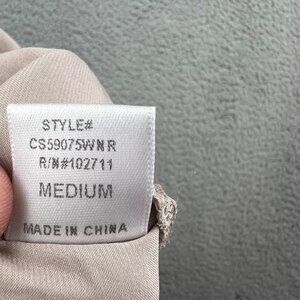 STYLE#
CS59075WNR
R/N#102711
MEDIUM
MADE IN CHINA